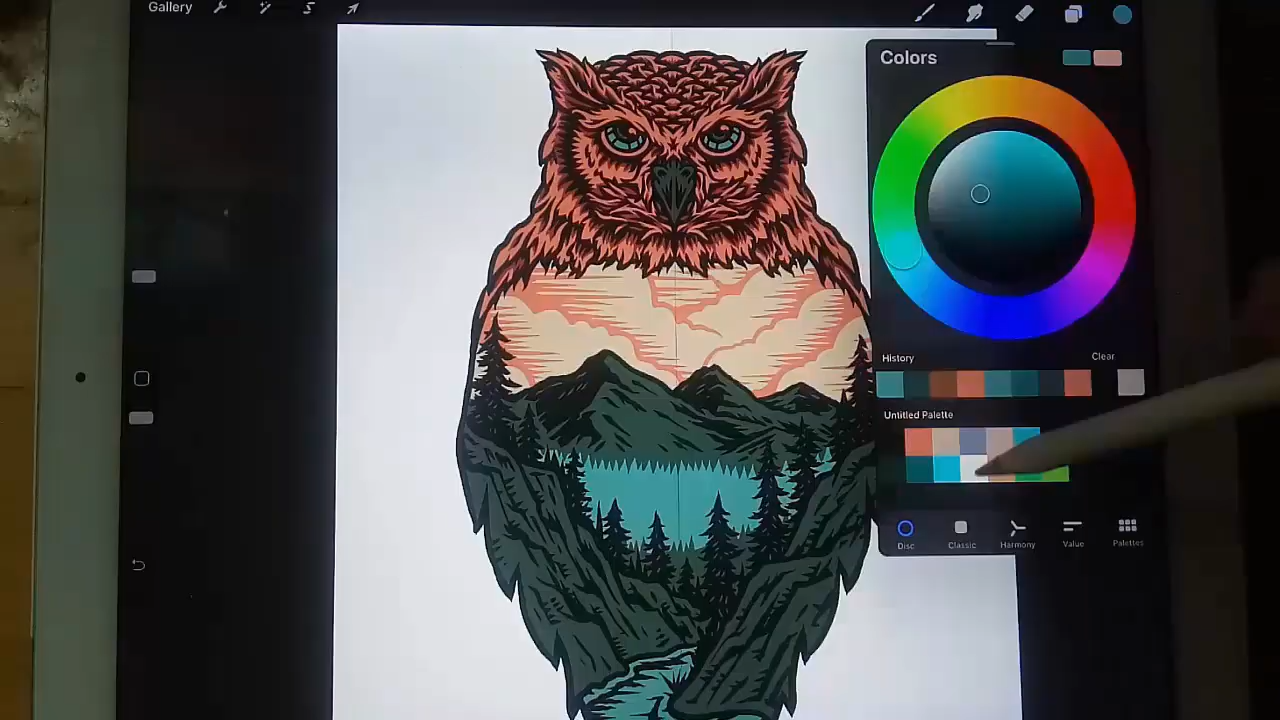 Gallery
Colors
History
Clear
Untitled Palette
Disc
Classic
Harmony
Value
Palettes